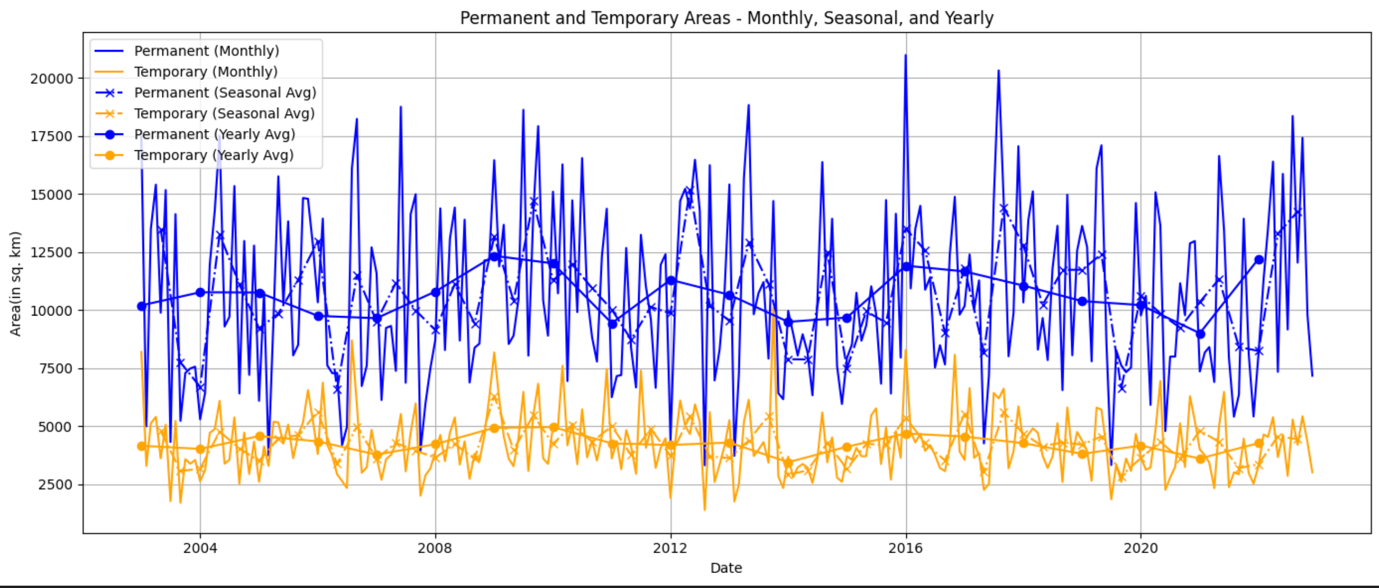 Permanent and Temporary Areas - Monthly, Seasonal, and Yearly
Permanent (Monthly)
Temporary (Monthly)
Permanent (Seasonal Avg)
Temporary (Seasonal Avg)
Permanent (Yearly Avg)
Temporary (Yearly Avg)
20000
17500
15000
12500
10000
7500
5000
2500
Area(in sq. km)
2004
2008
2012
2016
2020
Date